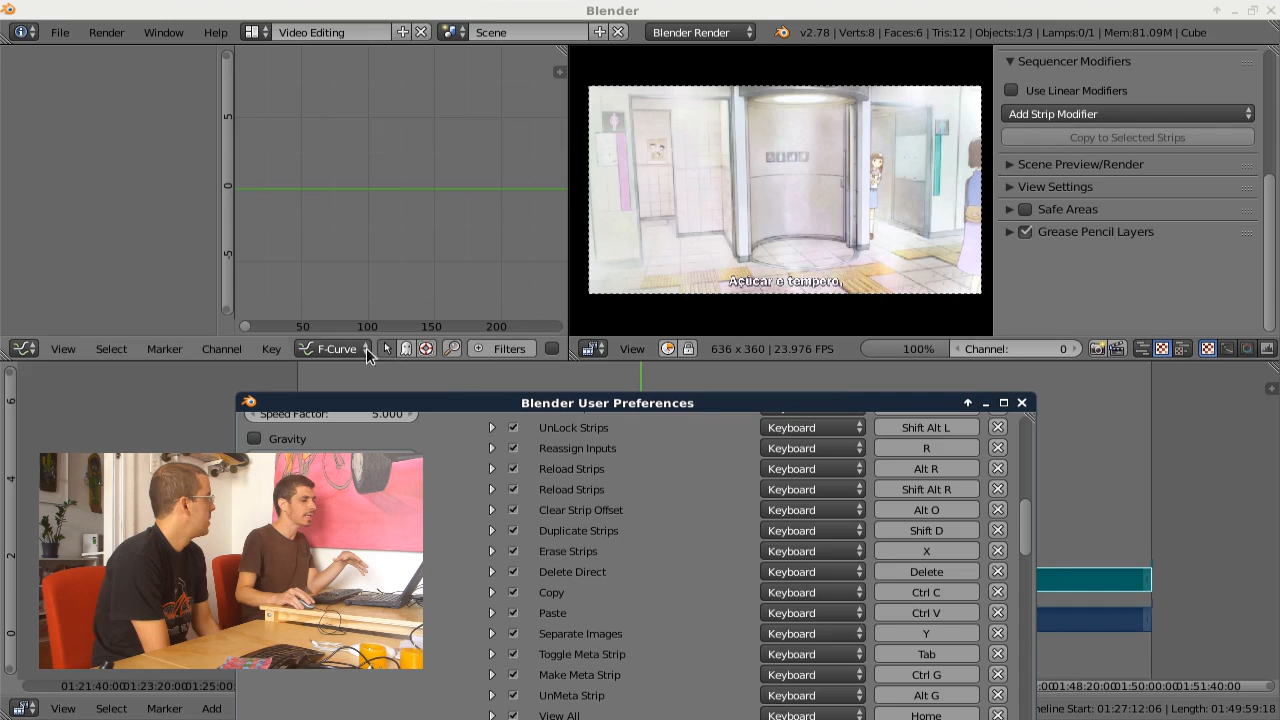 Blender
File Render Window Help Video Editing Scene Blender Render v2.78 | Verts:8 | Faces:6 | Tris:12 | Objects:1/3 | Lamps:0/1 | Mem:81.09M | Cube
Sequencer Modifiers
Use Linear Modifiers
Add Strip Modifier
Copy to Selected Strips
Scene Preview/Render
View Settings
Safe Areas
Grease Pencil Layers
5
0
-5
50 100 150 200
Açúcar e tempero,
View Select Marker Channel Key F-Curve Filters
View 636 x 360 | 23.976 FPS 100% Channel: 0
Blender User Preferences
Speed Factor: 5.000
Gravity
UnLock Strips Keyboard Shift Alt L
Reassign Inputs Keyboard R
Reload Strips Keyboard Alt R
Reload Strips Keyboard Shift Alt R
Clear Strip Offset Keyboard Alt O
Duplicate Strips Keyboard Shift D
Erase Strips Keyboard X
Delete Direct Keyboard Delete
Copy Keyboard Ctrl C
Paste Keyboard Ctrl V
Separate Images Keyboard Y
Toggle Meta Strip Keyboard Tab
Make Meta Strip Keyboard Ctrl G
UnMeta Strip Keyboard Alt G
View All Keyboard Home
6
4
2
0
01:21:40:00 01:23:20:00 01:25:00: :00 01:48:20:00 01:50:00:00 01:51:40:00
View Select Marker Add meline Start: 01:27:12:06 | Length: 01:49:59:18